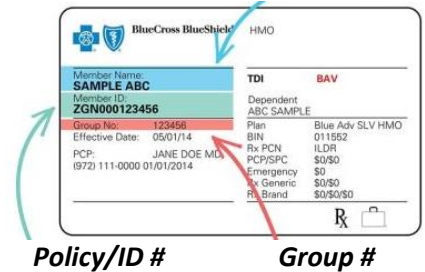 BlueCross BlueShield HMO
Member Name:
SAMPLE ABC
Member ID:
ZGN000123456
Group No: 123456
Effective Date: 05/01/14
PCP: JANE DOE MD
(972) 111-0000 01/01/2014
TDI BAV
Dependent
ABC SAMPLE
Plan Blue Adv SLV HMO
BIN 011552
Rx PCN ILDR
PCP/SPC $0/$0
Emergency $0
Rx Generic $0/$0
Rx Brand $0/$0/$0
Rx
Policy/ID # Group #